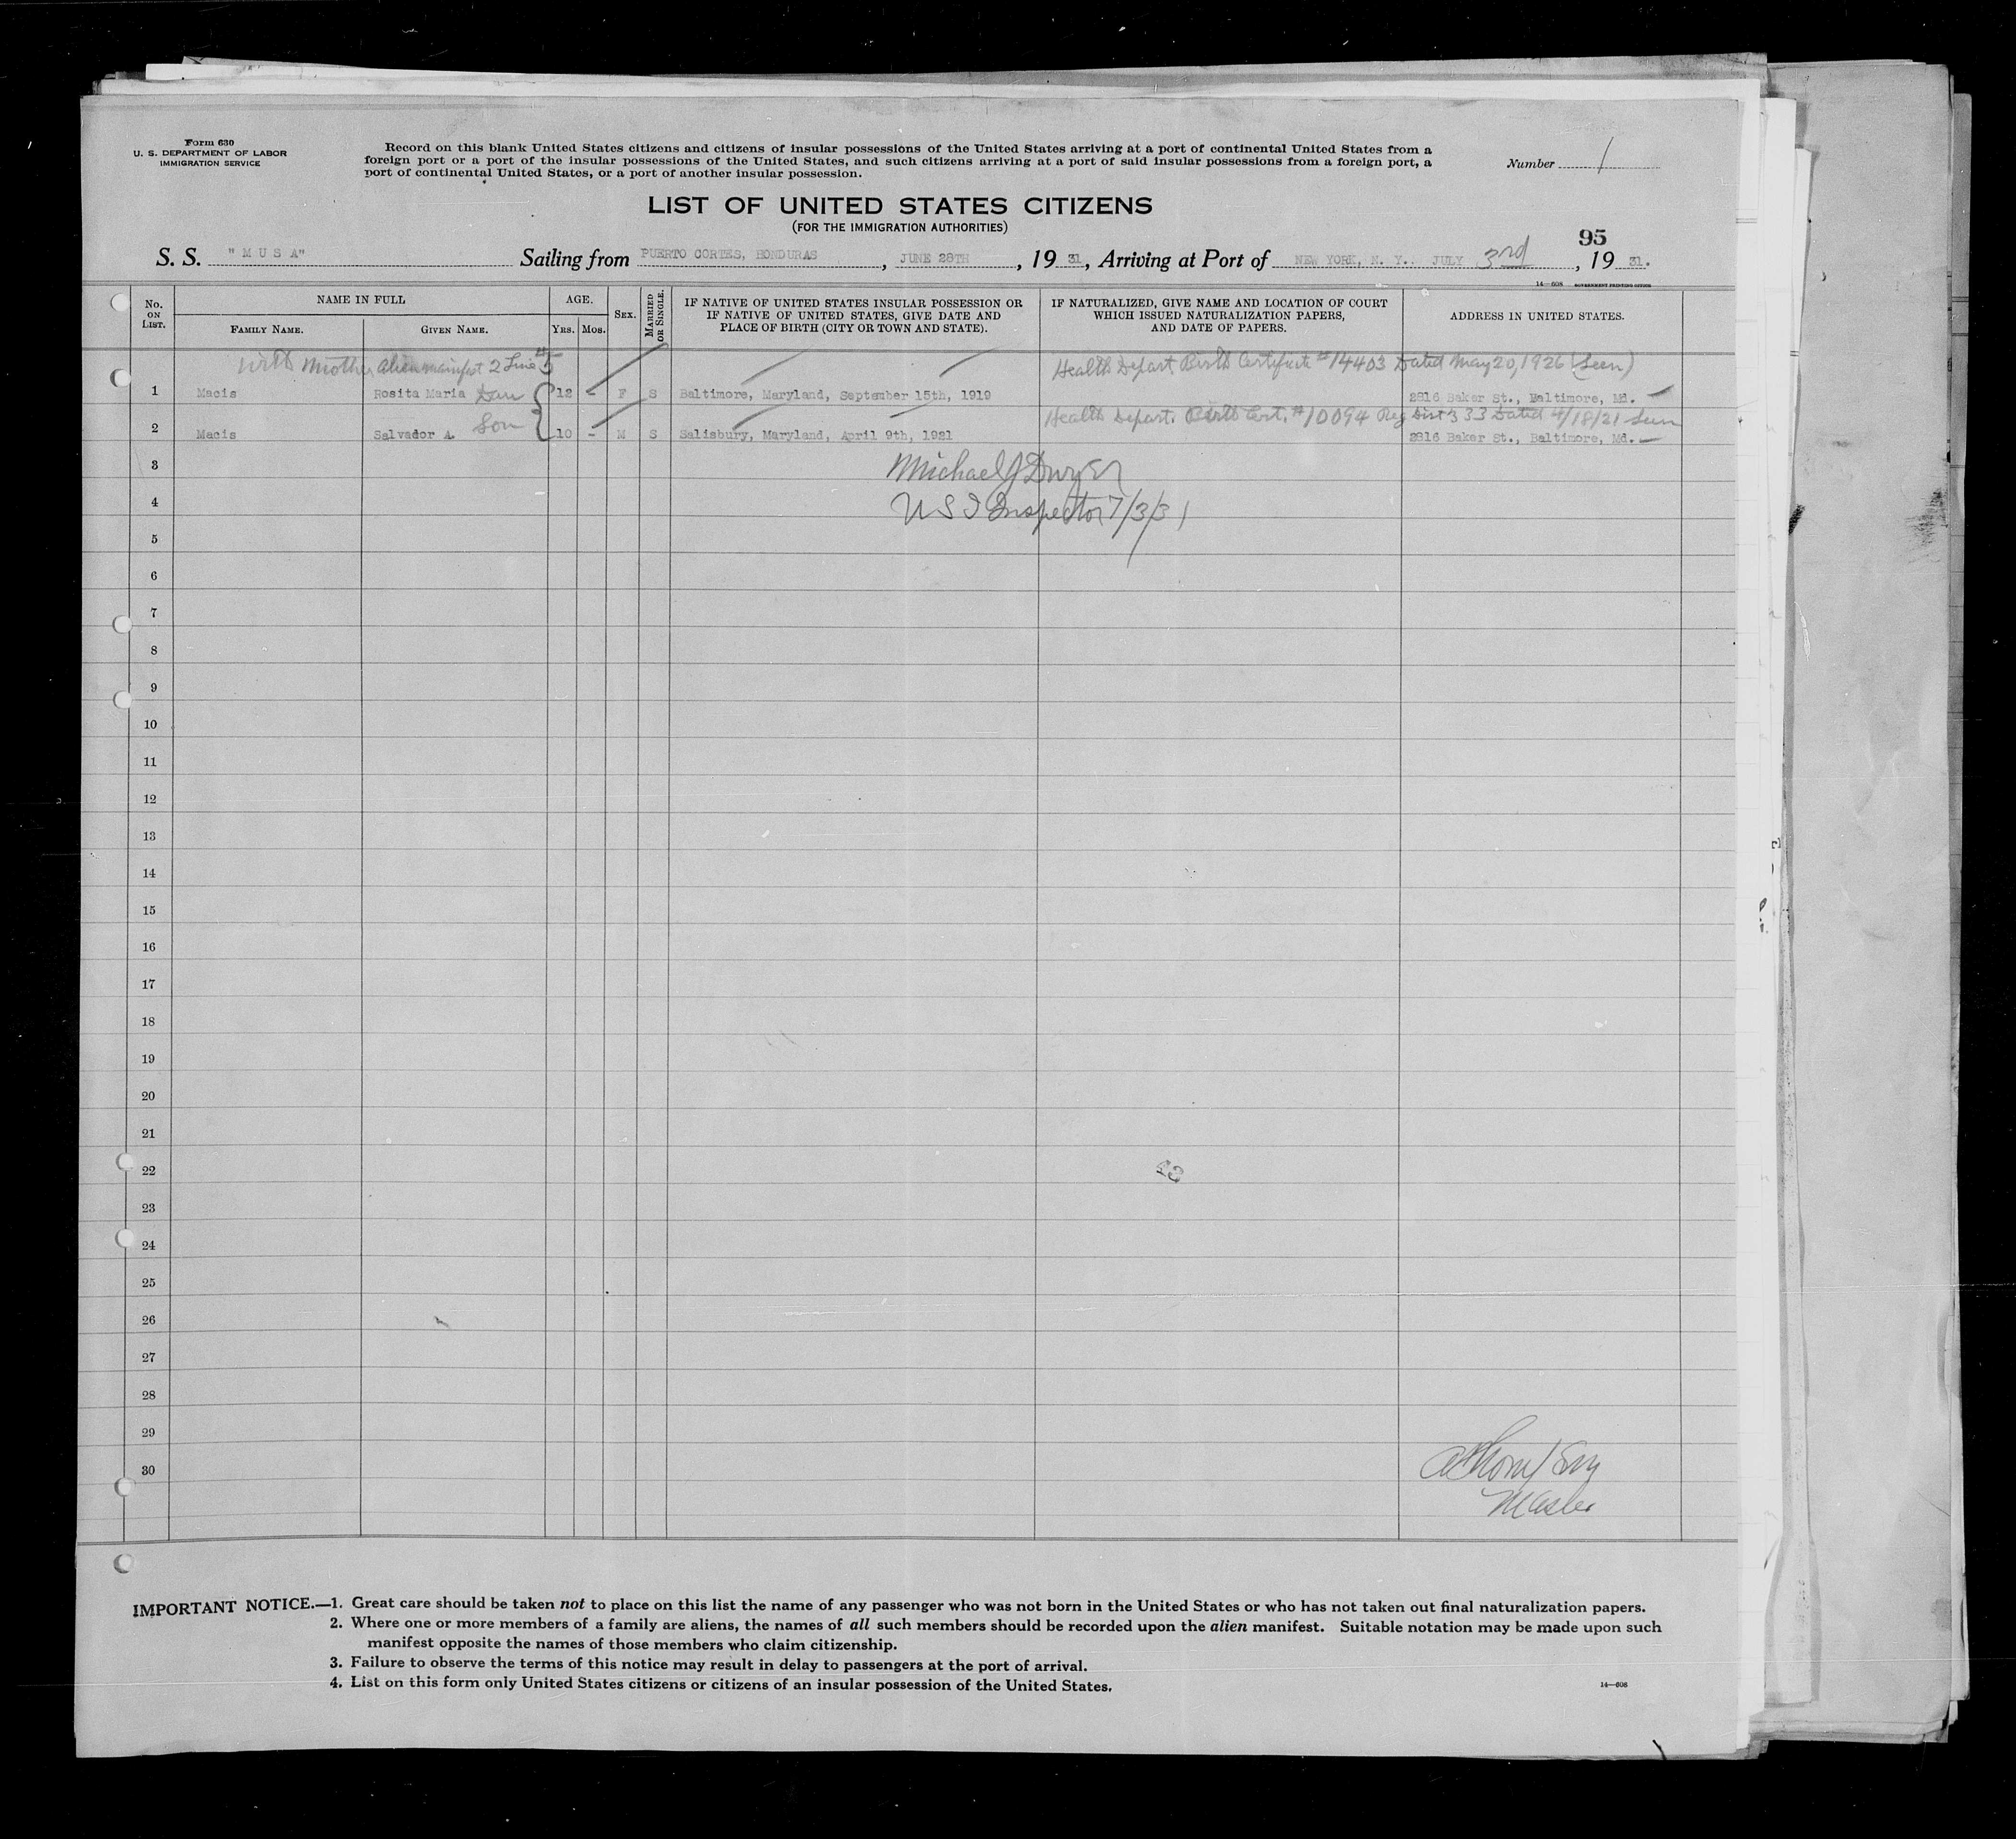 Form 630
U. S. DEPARTMENT OF LABOR
IMMIGRATION SERVICE
Record on this blank United States citizens and citizens of insular possessions of the United States arriving at a port of continental United States from a
foreign port or a port of the insular possessions of the United States, and such citizens arriving at a port of said insular possessions from a foreign port, a
port of continental United States, or a port of another insular possession.
Number 1
LIST OF UNITED STATES CITIZENS
(FOR THE IMMIGRATION AUTHORITIES)
95
S. S. "MUSA" Sailing from PUERTO CORTES, HONDURAS, JUNE 28TH, 1931, Arriving at Port of NEW YORK, N. Y.. JULY 3rd, 1931.
14—608 GOVERNMENT PRINTING OFFICE
No. ON LIST. NAME IN FULL AGE. SEX. MARRIED OR SINGLE. IF NATIVE OF UNITED STATES INSULAR POSSESSION OR IF NATIVE OF UNITED STATES, GIVE DATE AND PLACE OF BIRTH (CITY OR TOWN AND STATE). IF NATURALIZED, GIVE NAME AND LOCATION OF COURT WHICH ISSUED NATURALIZATION PAPERS, AND DATE OF PAPERS. ADDRESS IN UNITED STATES.
FAMILY NAME. GIVEN NAME. YRS. MOS.
With Mother Alien manifest 2 Line #5 Health Depart Birth Certificate #14403 Dated May 20, 1926 (Seen)
1 Macis Rosita Maria Dau 12 - F S Baltimore, Maryland, September 15th, 1919 2816 Baker St., Baltimore, Md.
Health Depart. Birth Cert. #10094 Reg Dist 333 Dated 4/18/21 Seen
2 Macis Salvador A. Son 10 - M S Salisbury, Maryland, April 9th, 1921 2816 Baker St., Baltimore, Md.
3 Michael J Dwyer
4 U S I Inspector 7/3/31
5
6
7
8
9
10
11
12
13
14
15
16
17
18
19
20
21
22
23
24
25
26
27
28
29
30
Master
IMPORTANT NOTICE.—1. Great care should be taken not to place on this list the name of any passenger who was not born in the United States or who has not taken out final naturalization papers.
2. Where one or more members of a family are aliens, the names of all such members should be recorded upon the alien manifest. Suitable notation may be made upon such
manifest opposite the names of those members who claim citizenship.
3. Failure to observe the terms of this notice may result in delay to passengers at the port of arrival.
4. List on this form only United States citizens or citizens of an insular possession of the United States.
14—608